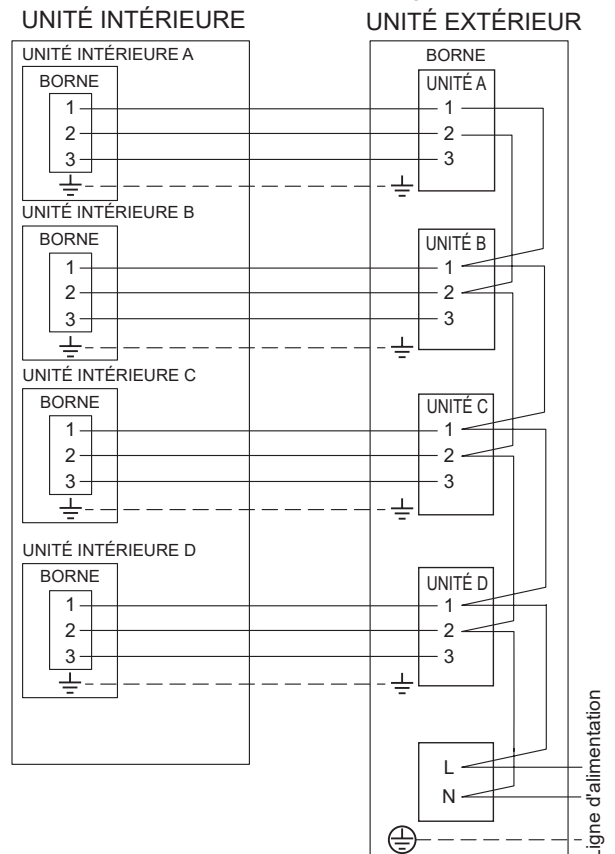 UNITÉ INTÉRIEURE
UNITÉ EXTÉRIEUR
UNITÉ INTÉRIEURE A
BORNE
1
2
3
BORNE
UNITÉ A
1
2
3
UNITÉ INTÉRIEURE B
BORNE
1
2
3
UNITÉ B
1
2
3
UNITÉ INTÉRIEURE C
BORNE
1
2
3
UNITÉ C
1
2
3
UNITÉ INTÉRIEURE D
BORNE
1
2
3
UNITÉ D
1
2
3
L
N
Ligne d'alimentation